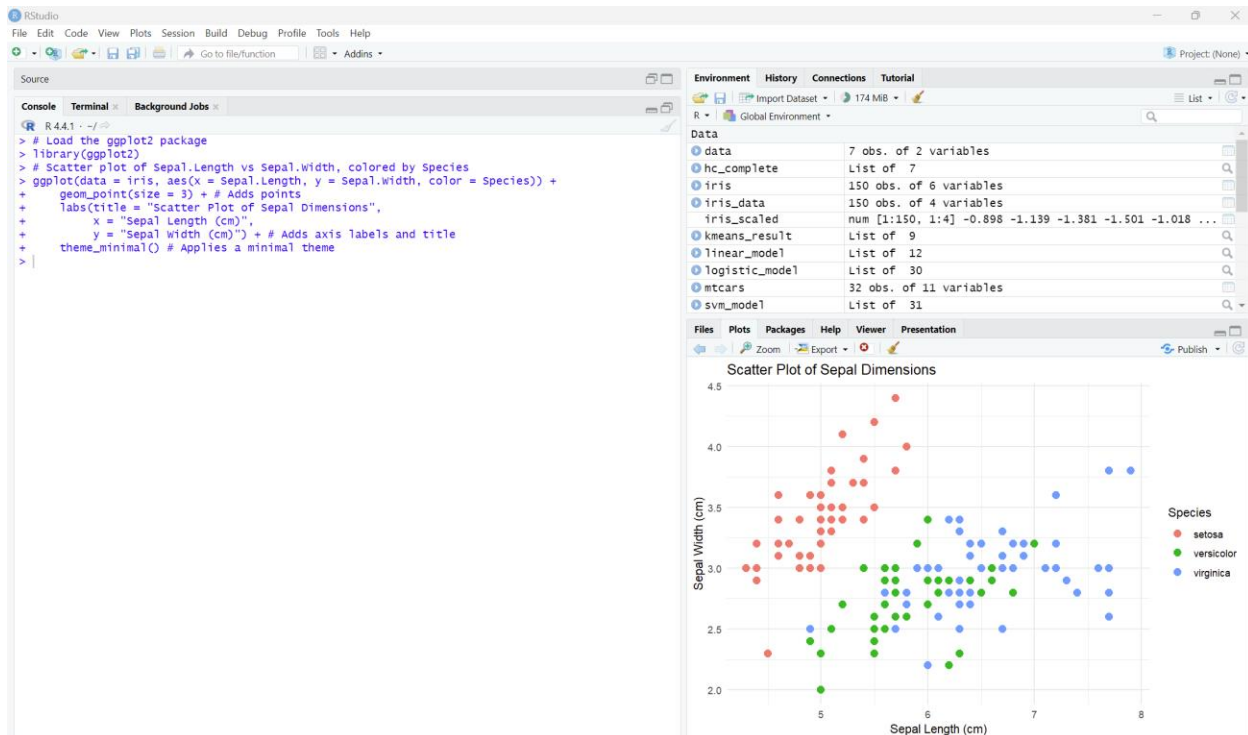 RStudio
File Edit Code View Plots Session Build Debug Profile Tools Help
Go to file/function Addins Project: (None)
Source
Console Terminal Background Jobs
R 4.4.1 · ~/
> # Load the ggplot2 package
> library(ggplot2)
> # Scatter plot of Sepal.Length vs Sepal.Width, colored by Species
> ggplot(data = iris, aes(x = Sepal.Length, y = Sepal.Width, color = Species)) +
+     geom_point(size = 3) + # Adds points
+     labs(title = "Scatter Plot of Sepal Dimensions",
+          x = "Sepal Length (cm)",
+          y = "Sepal Width (cm)") + # Adds axis labels and title
+     theme_minimal() # Applies a minimal theme
>
Environment History Connections Tutorial
Import Dataset 174 MiB List
R Global Environment
Data
data 7 obs. of 2 variables
hc_complete List of 7
iris 150 obs. of 6 variables
iris_data 150 obs. of 4 variables
iris_scaled num [1:150, 1:4] -0.898 -1.139 -1.381 -1.501 -1.018 ...
kmeans_result List of 9
linear_model List of 12
logistic_model List of 30
mtcars 32 obs. of 11 variables
svm_model List of 31
Files Plots Packages Help Viewer Presentation
Zoom Export Publish
Scatter Plot of Sepal Dimensions
4.5
4.0
3.5
3.0
2.5
2.0
Sepal Width (cm)
5 6 7 8
Sepal Length (cm)
Species
setosa
versicolor
virginica